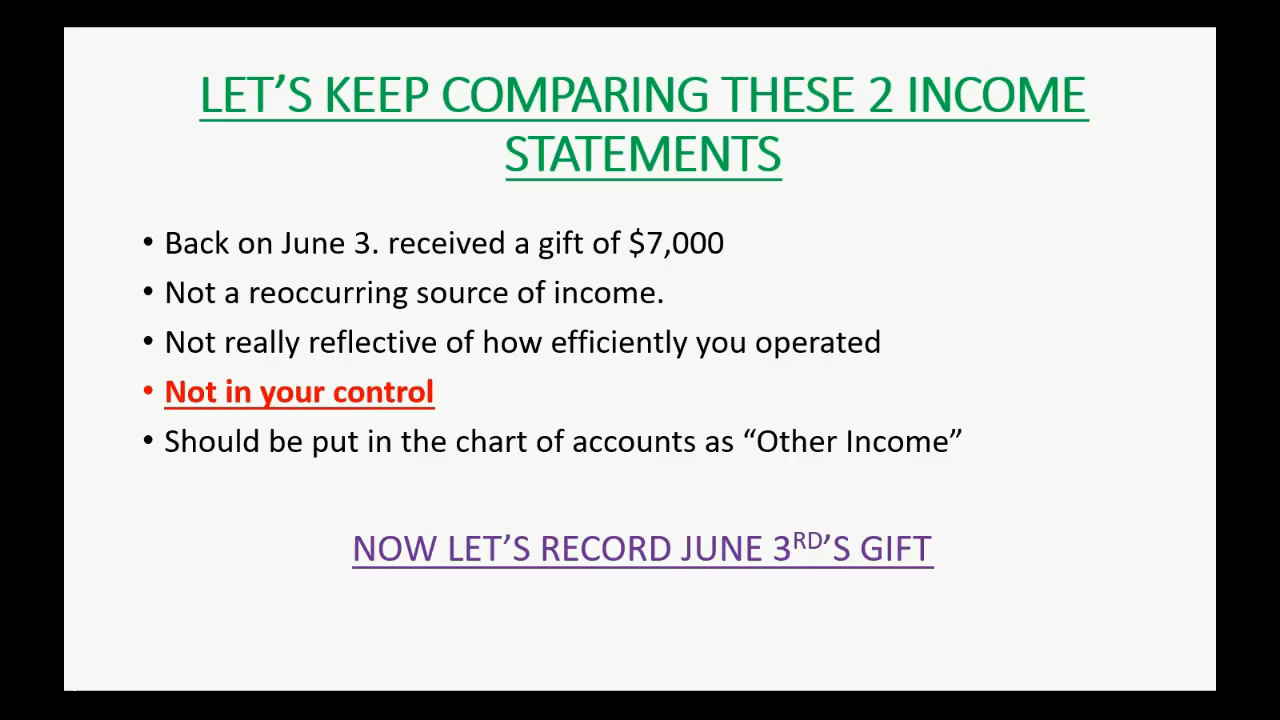 LET’S KEEP COMPARING THESE 2 INCOME
STATEMENTS
• Back on June 3. received a gift of $7,000
• Not a reoccurring source of income.
• Not really reflective of how efficiently you operated
• Not in your control
• Should be put in the chart of accounts as “Other Income”
NOW LET’S RECORD JUNE 3RD’S GIFT